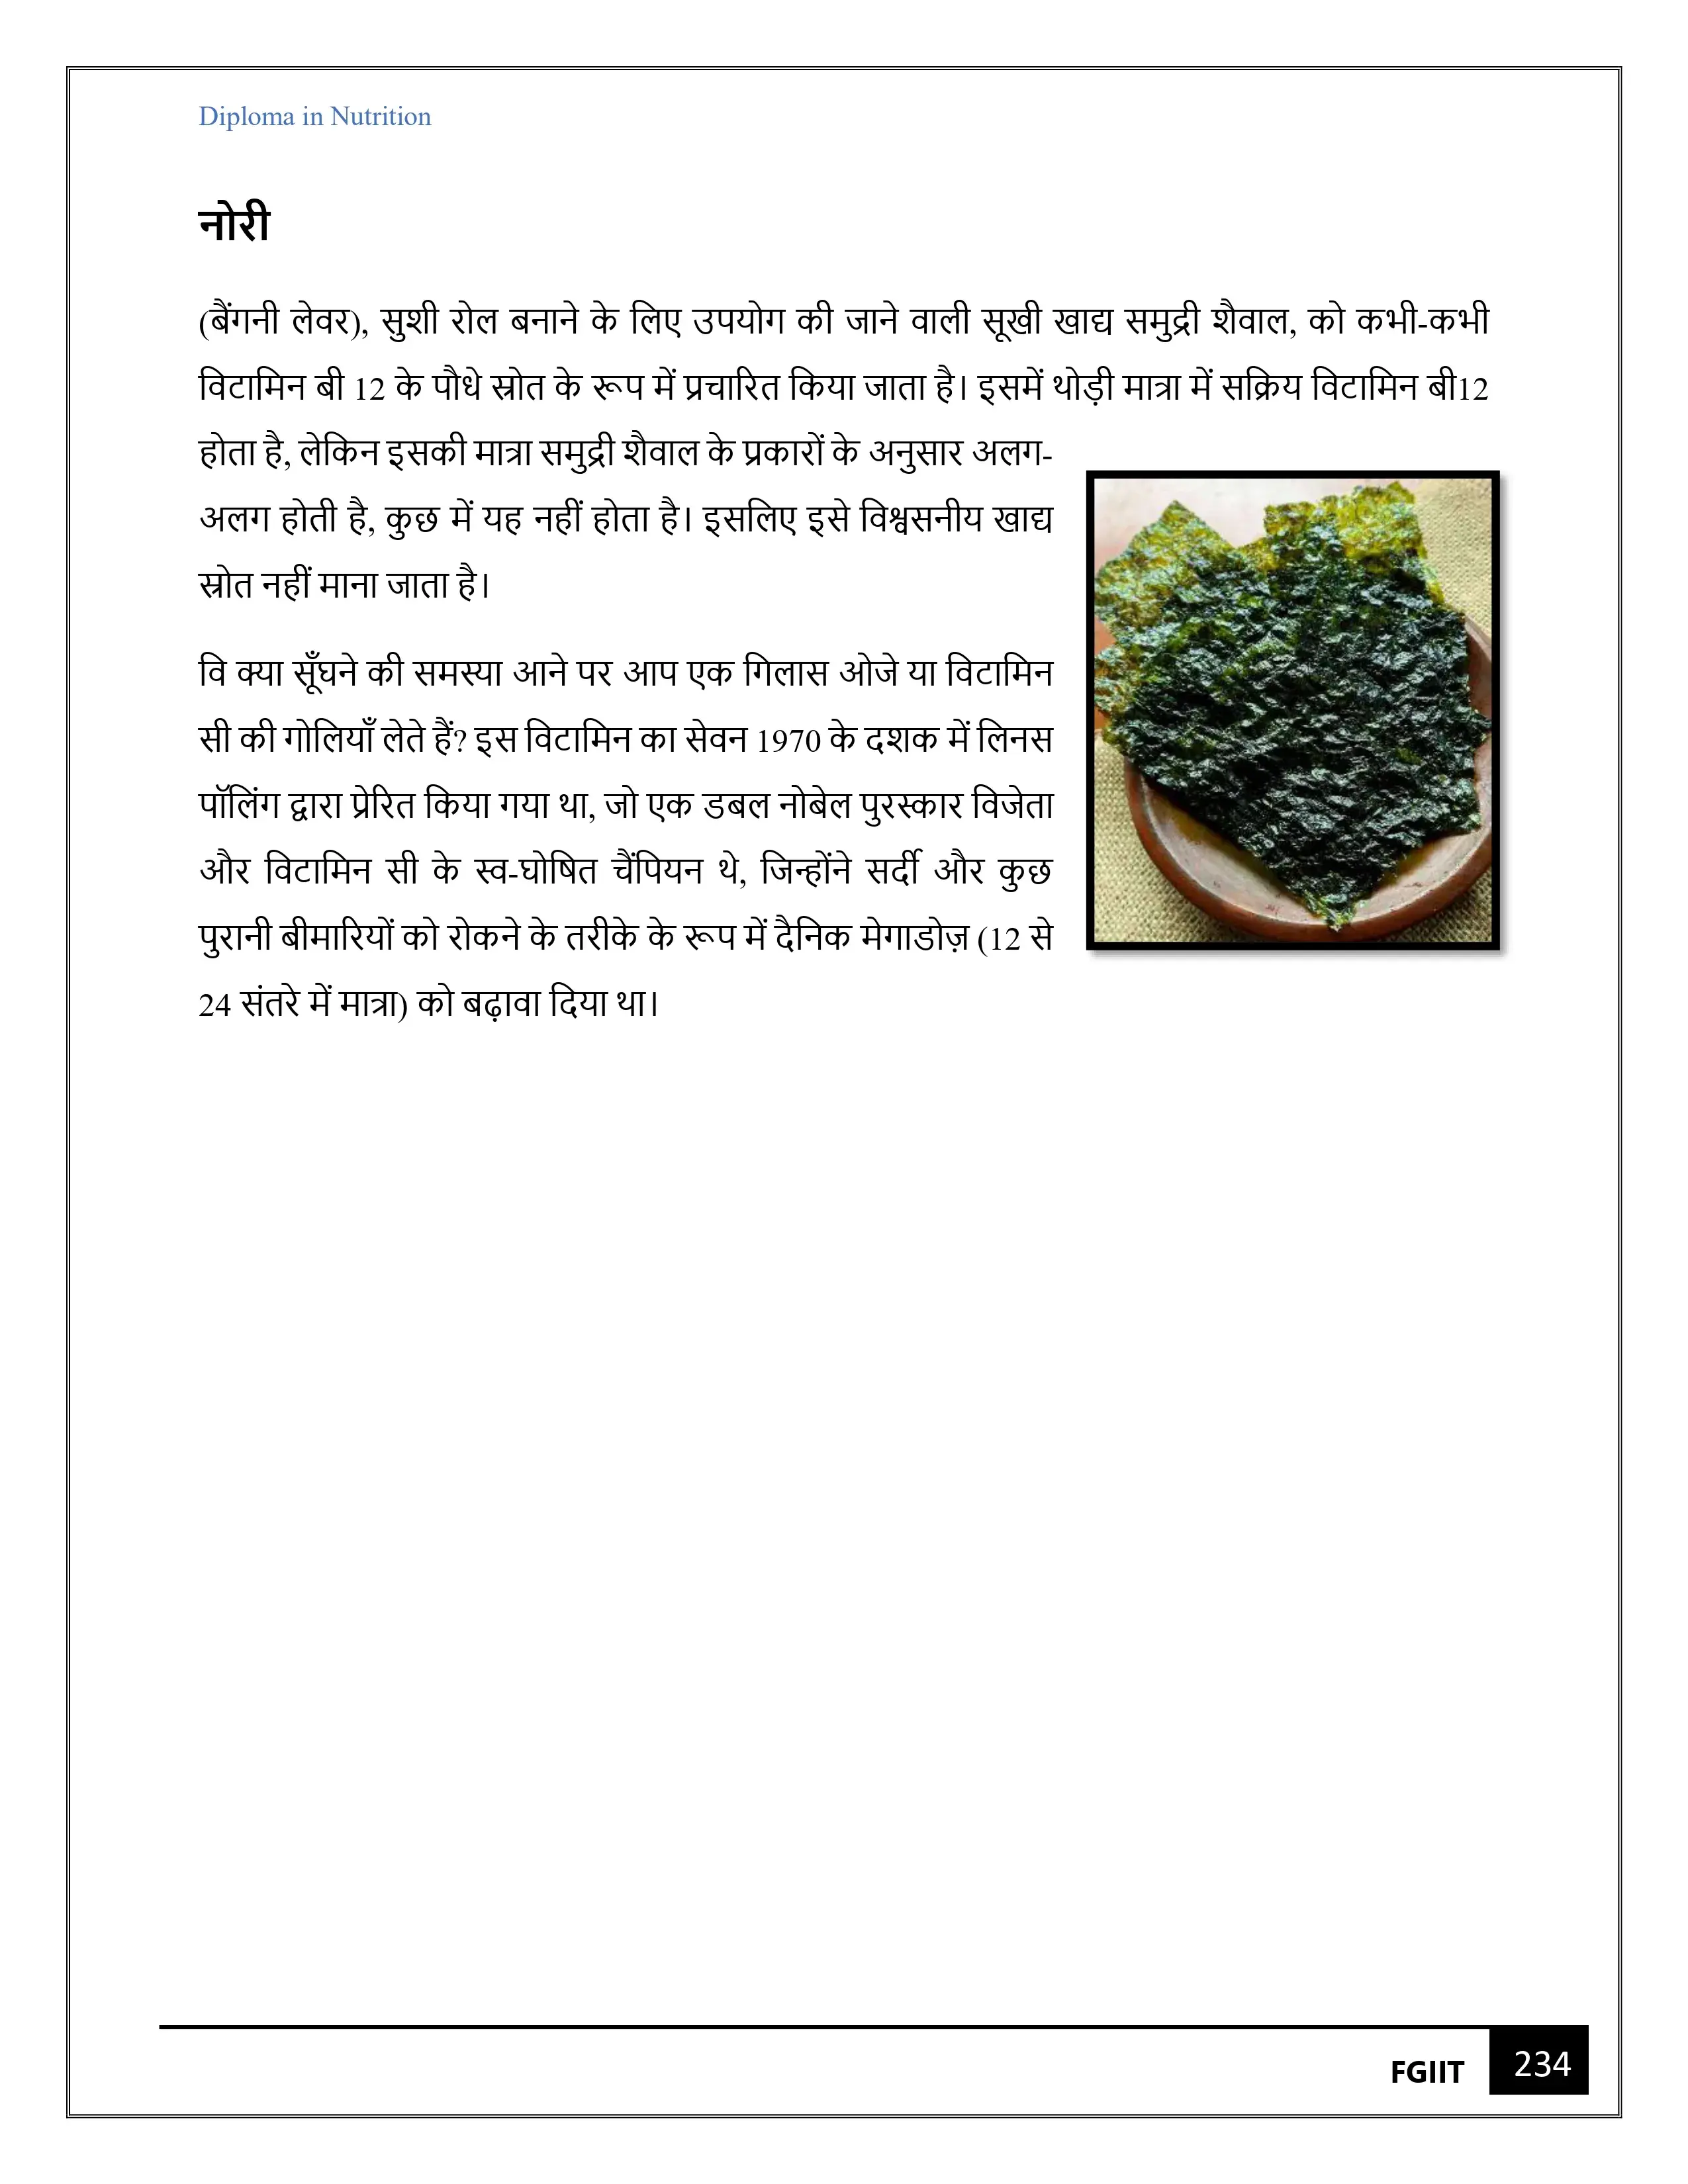 Diploma in Nutrition
नोरी
(बैंगनी लेवर), सुशी रोल बनाने के लिए उपयोग की जाने वाली सूखी खाद्य समुद्री शैवाल, को कभी-कभी
विटामिन बी 12 के पौधे स्रोत के रूप में प्रचारित किया जाता है। इसमें थोड़ी मात्रा में सक्रिय विटामिन बी12
होता है, लेकिन इसकी मात्रा समुद्री शैवाल के प्रकारों के अनुसार अलग-
अलग होती है, कुछ में यह नहीं होता है। इसलिए इसे विश्वसनीय खाद्य
स्रोत नहीं माना जाता है।
वि क्या सूँघने की समस्या आने पर आप एक गिलास ओजे या विटामिन
सी की गोलियाँ लेते हैं? इस विटामिन का सेवन 1970 के दशक में लिनस
पॉलिंग द्वारा प्रेरित किया गया था, जो एक डबल नोबेल पुरस्कार विजेता
और विटामिन सी के स्व-घोषित चैंपियन थे, जिन्होंने सर्दी और कुछ
पुरानी बीमारियों को रोकने के तरीके के रूप में दैनिक मेगाडोज़ (12 से
24 संतरे में मात्रा) को बढ़ावा दिया था।
FGIIT 234